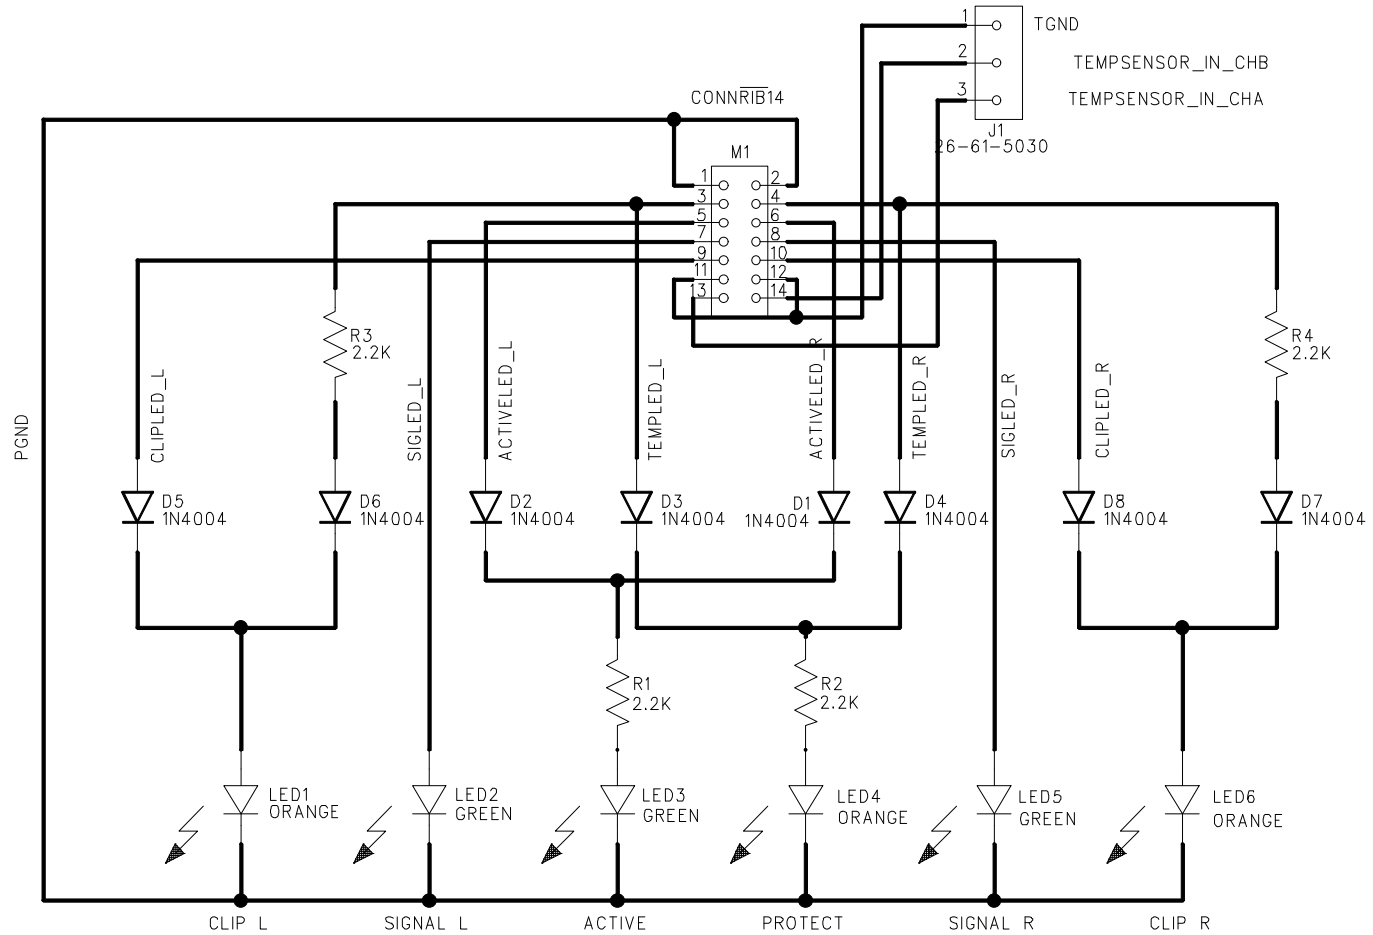 1
TGND
2
TEMPSENSOR_IN_CHB
3
TEMPSENSOR_IN_CHA
J1
26-61-5030
CONNRIB14
M1
1 2
3 4
5 6
7 8
9 10
11 12
13 14
PGND
CLIPLED_L
R3
2.2K
SIGLED_L
ACTIVELED_L
TEMPLED_L
ACTIVELED_R
TEMPLED_R
SIGLED_R
CLIPLED_R
R4
2.2K
D5
1N4004
D6
1N4004
D2
1N4004
D3
1N4004
D1
1N4004
D4
1N4004
D8
1N4004
D7
1N4004
R1
2.2K
R2
2.2K
LED1
ORANGE
LED2
GREEN
LED3
GREEN
LED4
ORANGE
LED5
GREEN
LED6
ORANGE
CLIP L
SIGNAL L
ACTIVE
PROTECT
SIGNAL R
CLIP R